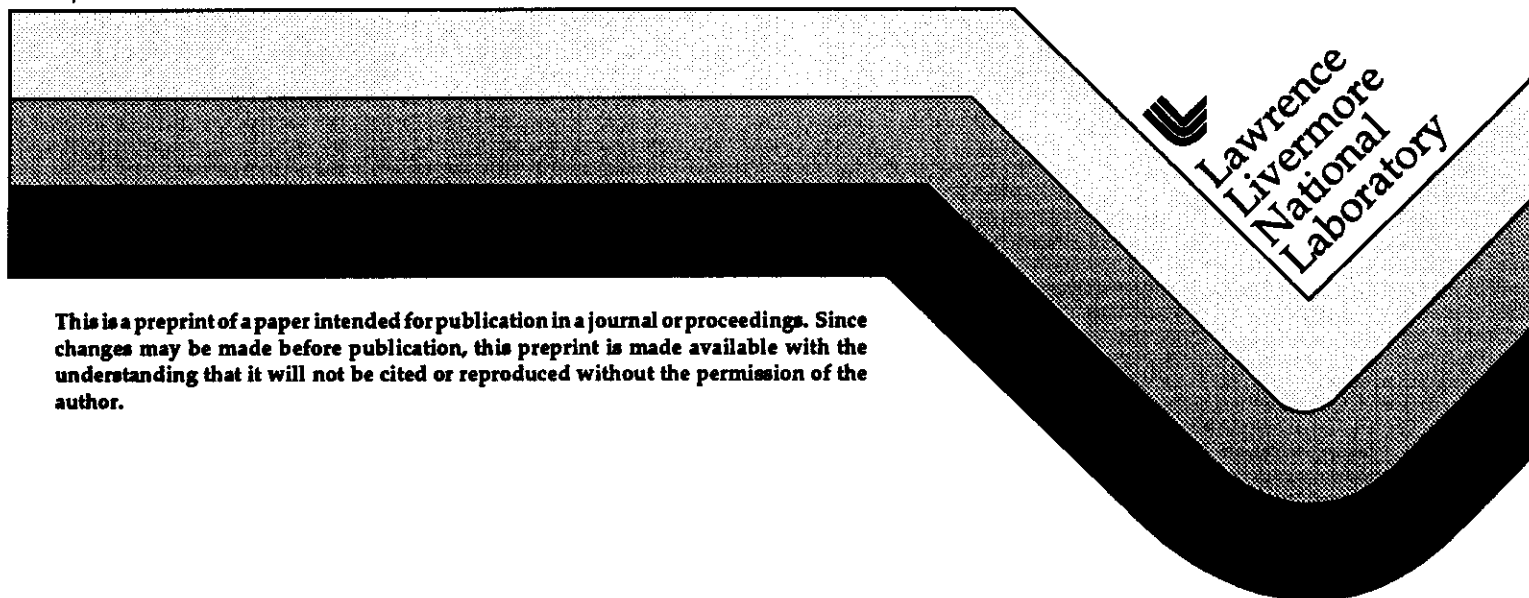 Lawrence
Livermore
National
Laboratory
This is a preprint of a paper intended for publication in a journal or proceedings. Since
changes may be made before publication, this preprint is made available with the
understanding that it will not be cited or reproduced without the permission of the
author.